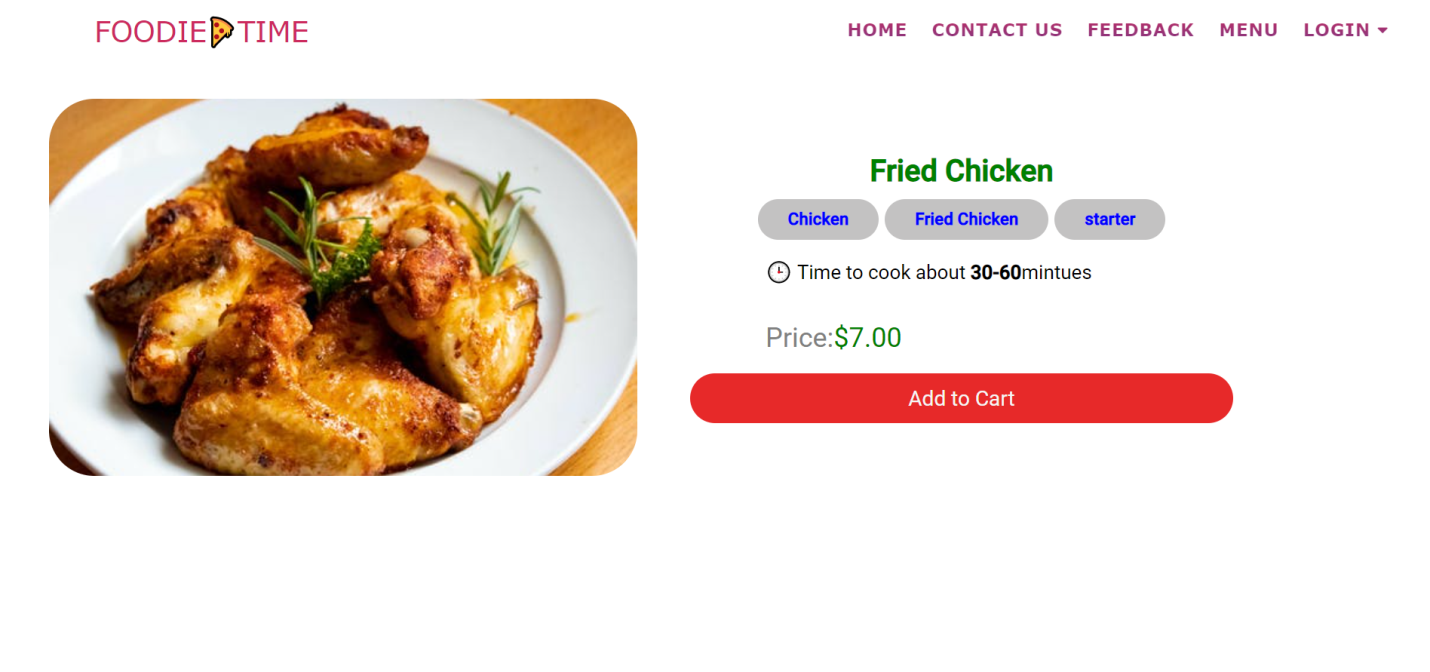 FOODIE TIME
HOME CONTACT US FEEDBACK MENU LOGIN
Fried Chicken
Chicken Fried Chicken starter
Time to cook about 30-60mintues
Price:$7.00
Add to Cart